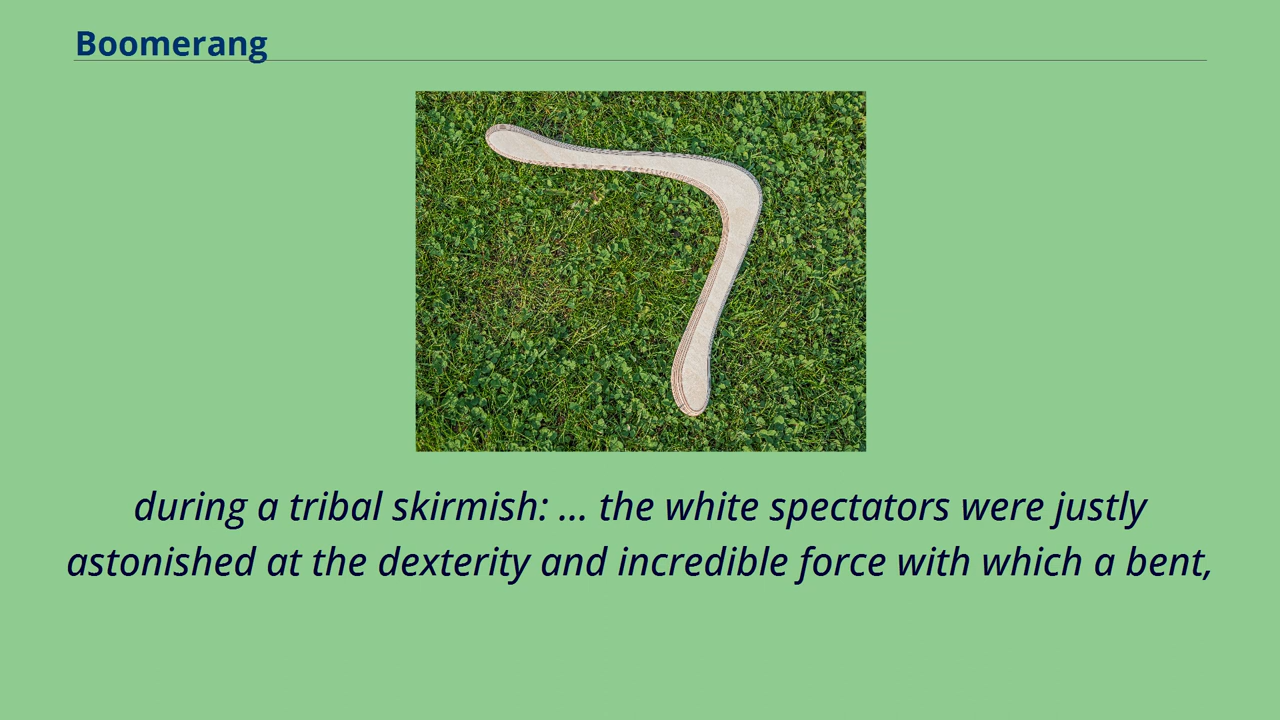 Boomerang
during a tribal skirmish: ... the white spectators were justly
astonished at the dexterity and incredible force with which a bent,